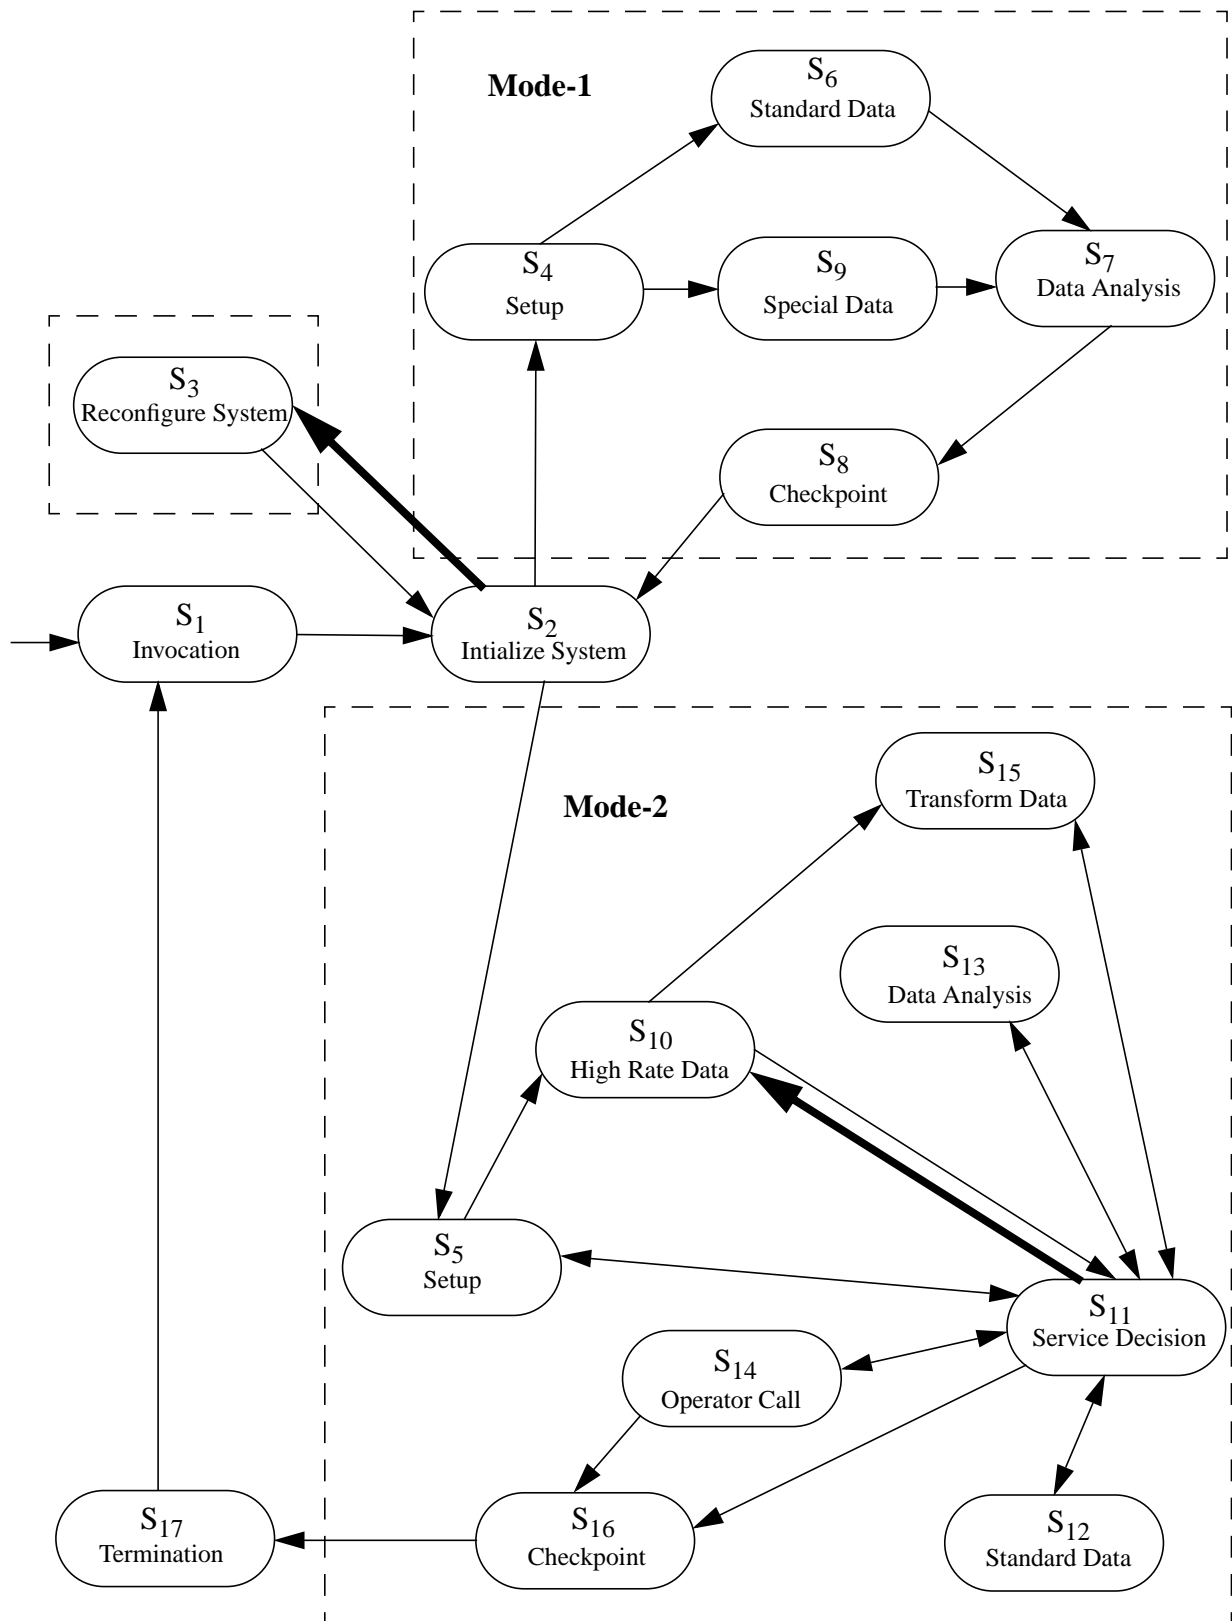 Mode-1
S6
Standard Data
S4
Setup
S9
Special Data
S7
Data Analysis
S3
Reconfigure System
S8
Checkpoint
S1
Invocation
S2
Intialize System
Mode-2
S15
Transform Data
S13
Data Analysis
S10
High Rate Data
S5
Setup
S11
Service Decision
S14
Operator Call
S17
Termination
S16
Checkpoint
S12
Standard Data